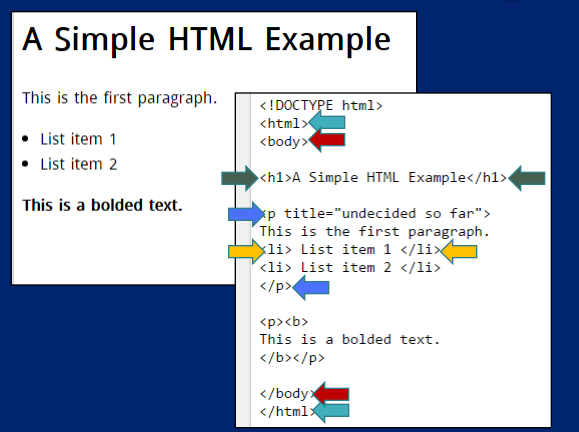 A Simple HTML Example
This is the first paragraph.
List item 1
List item 2
This is a bolded text.
<!DOCTYPE html>
<html>
<body>
<h1>A Simple HTML Example</h1>
<p title="undecided so far">
This is the first paragraph.
<li> List item 1 </li>
<li> List item 2 </li>
</p>
<p><b>
This is a bolded text.
</b></p>
</body>
</html>